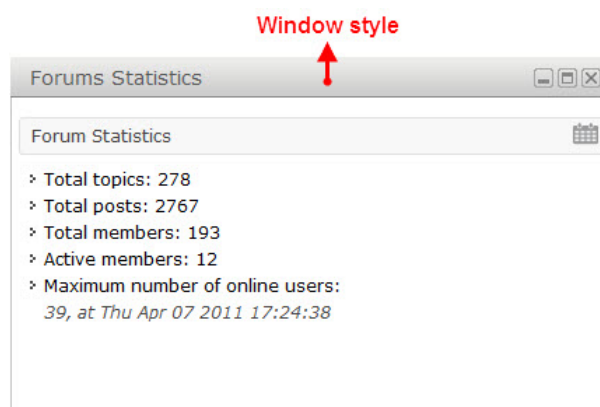 Window style
Forums Statistics
Forum Statistics
Total topics: 278
Total posts: 2767
Total members: 193
Active members: 12
Maximum number of online users:
39, at Thu Apr 07 2011 17:24:38